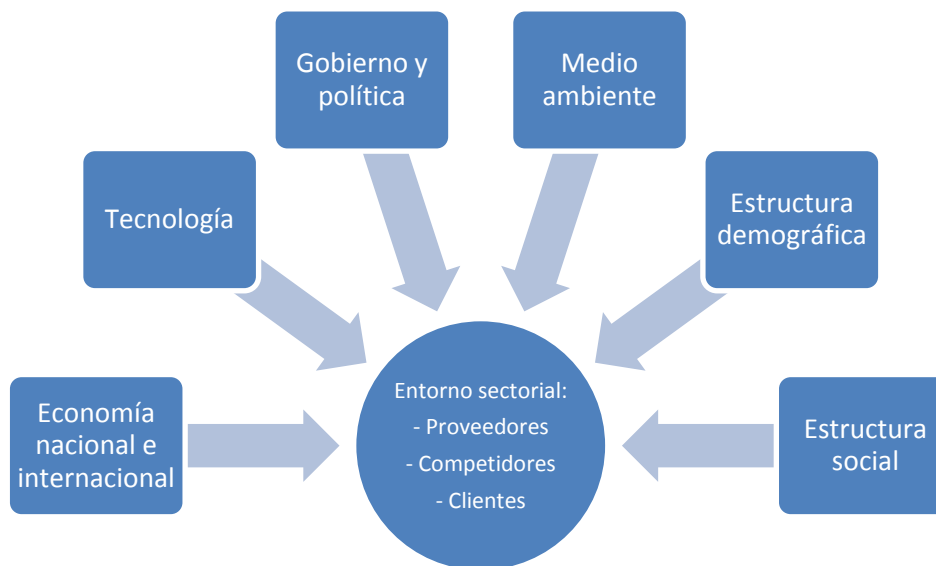 Gobierno y
política
Medio
ambiente
Tecnología
Estructura
demográfica
Economía
nacional e
internacional
Entorno sectorial:
- Proveedores
- Competidores
- Clientes
Estructura
social